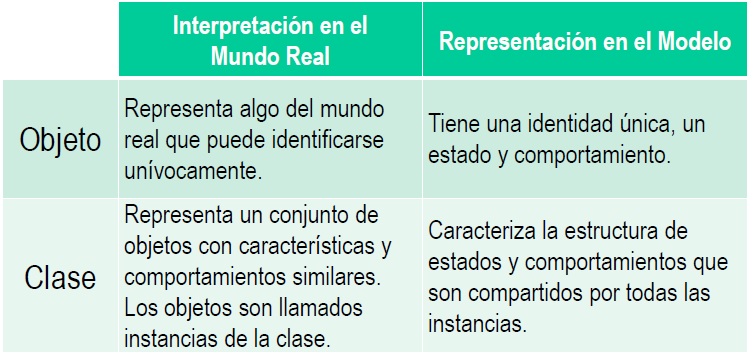 Interpretación en el
Mundo Real
Representación en el Modelo
Objeto
Representa algo del mundo
real que puede identificarse
unívocamente.
Tiene una identidad única, un
estado y comportamiento.
Clase
Representa un conjunto de
objetos con características y
comportamientos similares.
Los objetos son llamados
instancias de la clase.
Caracteriza la estructura de
estados y comportamientos que
son compartidos por todas las
instancias.